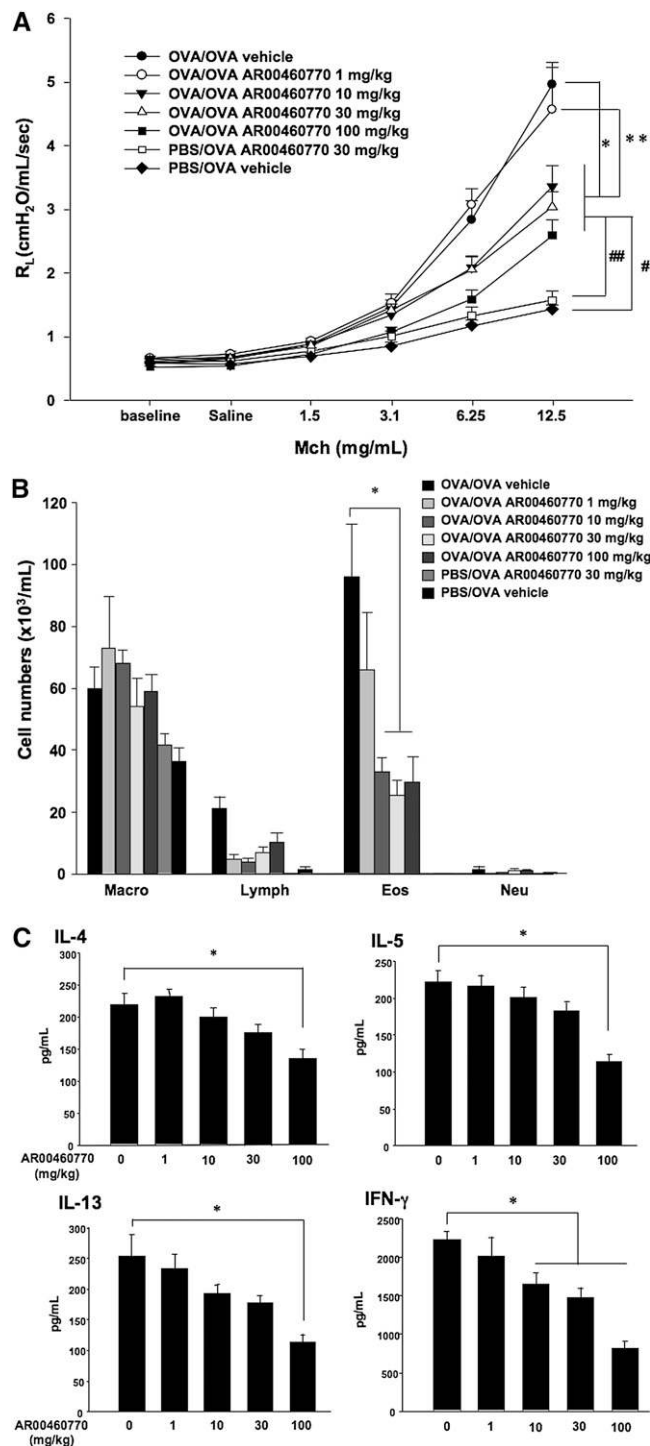 A
OVA/OVA vehicle
OVA/OVA AR00460770 1 mg/kg
OVA/OVA AR00460770 10 mg/kg
OVA/OVA AR00460770 30 mg/kg
OVA/OVA AR00460770 100 mg/kg
PBS/OVA AR00460770 30 mg/kg
PBS/OVA vehicle
R_L (cmH₂O/mL/sec)
6
5
4
3
2
1
0
* **
## #
baseline Saline 1.5 3.1 6.25 12.5
Mch (mg/mL)
B
OVA/OVA vehicle
OVA/OVA AR00460770 1 mg/kg
OVA/OVA AR00460770 10 mg/kg
OVA/OVA AR00460770 30 mg/kg
OVA/OVA AR00460770 100 mg/kg
PBS/OVA AR00460770 30 mg/kg
PBS/OVA vehicle
*
Cell numbers (x10³/mL)
120
100
80
60
40
20
0
Macro Lymph Eos Neu
C
IL-4
*
pg/mL
300
250
200
150
100
50
0
AR00460770 0 1 10 30 100
(mg/kg)
IL-5
*
pg/mL
250
200
150
100
50
0
0 1 10 30 100
IL-13
*
pg/mL
300
250
200
150
100
50
0
AR00460770 0 1 10 30 100
(mg/kg)
IFN-γ
*
pg/mL
2500
2000
1500
1000
500
0
0 1 10 30 100